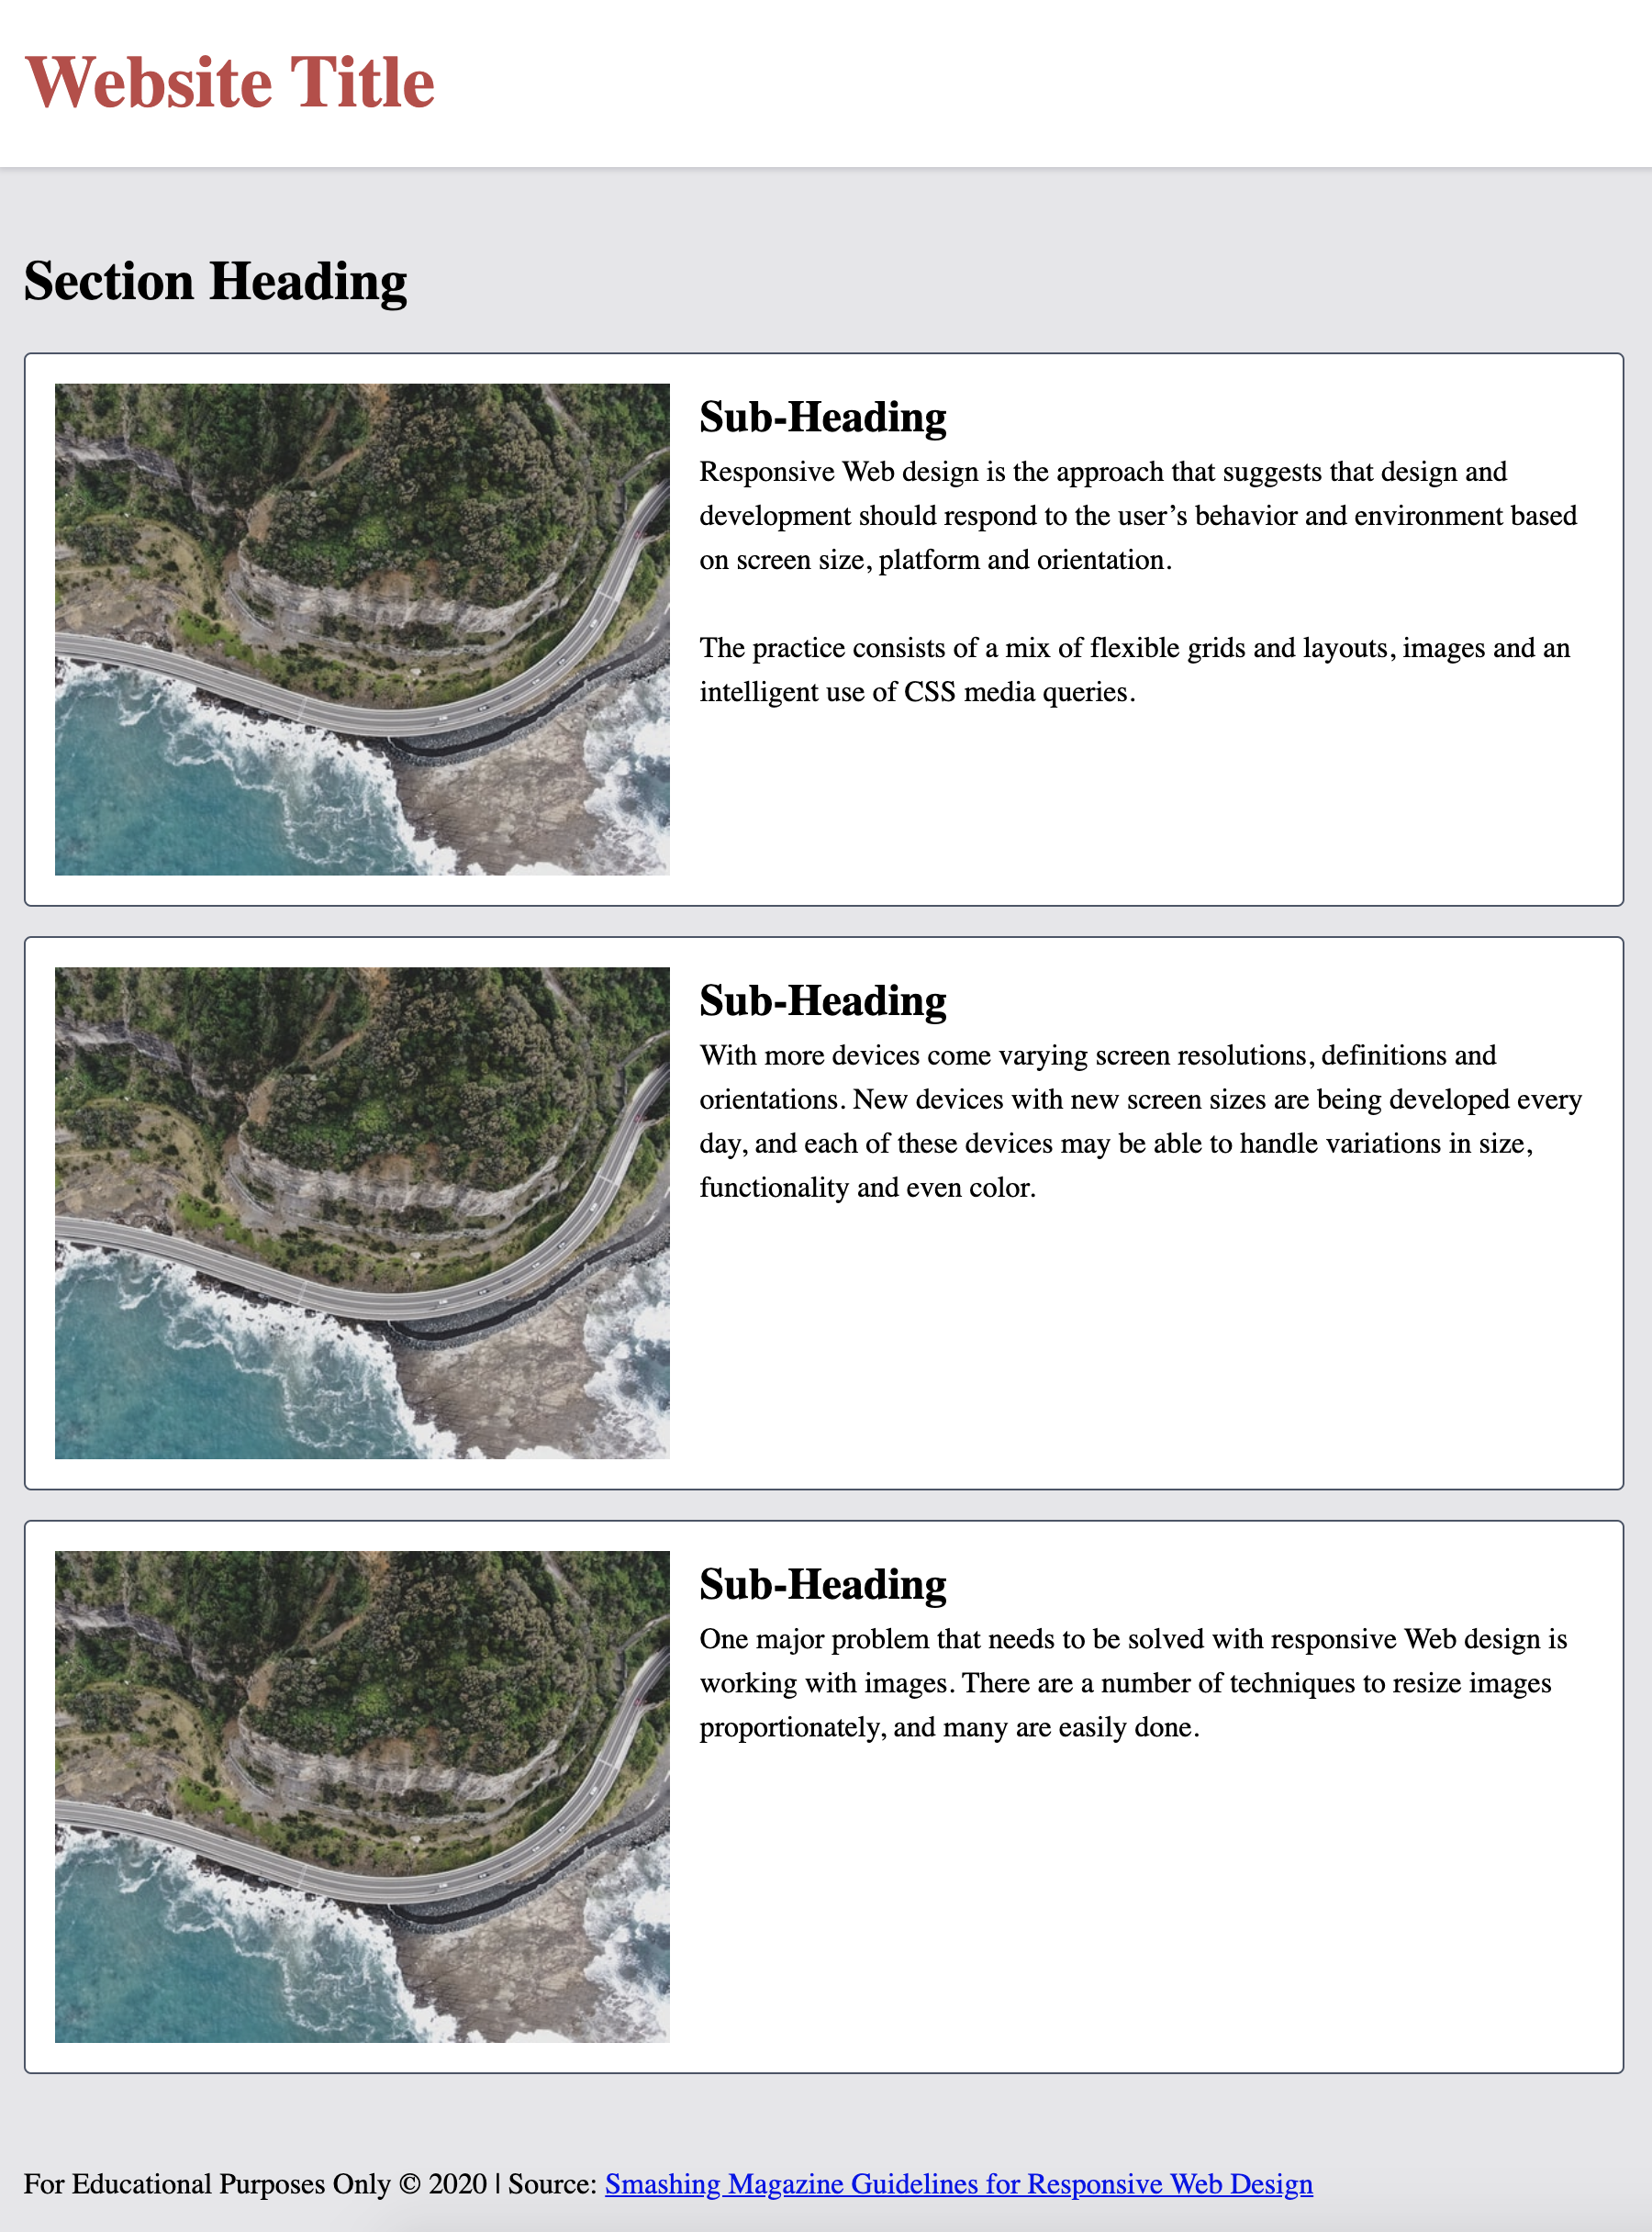 Website Title
Section Heading
Sub-Heading
Responsive Web design is the approach that suggests that design and
development should respond to the user’s behavior and environment based
on screen size, platform and orientation.
The practice consists of a mix of flexible grids and layouts, images and an
intelligent use of CSS media queries.
Sub-Heading
With more devices come varying screen resolutions, definitions and
orientations. New devices with new screen sizes are being developed every
day, and each of these devices may be able to handle variations in size,
functionality and even color.
Sub-Heading
One major problem that needs to be solved with responsive Web design is
working with images. There are a number of techniques to resize images
proportionately, and many are easily done.
For Educational Purposes Only © 2020 | Source: Smashing Magazine Guidelines for Responsive Web Design